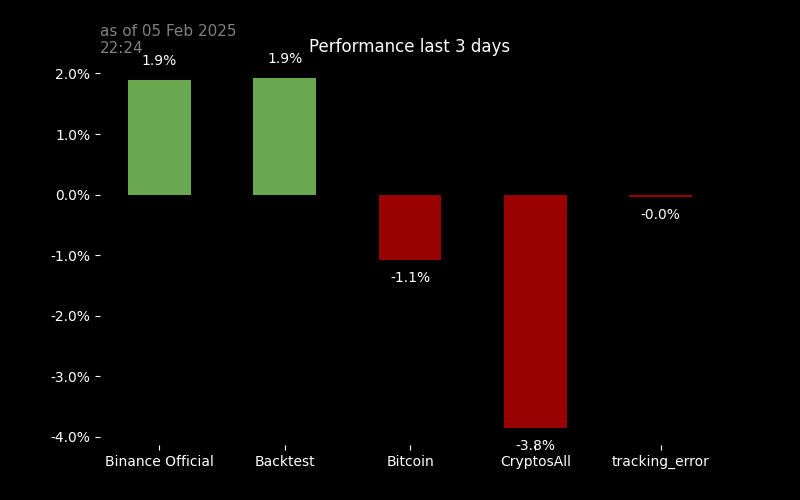 as of 05 Feb 2025
22:24
Performance last 3 days
1.9%
1.9%
2.0%
1.0%
0.0%
-0.0%
-1.0%
-1.1%
-2.0%
-3.0%
-4.0%
-3.8%
Binance Official
Backtest
Bitcoin
CryptosAll
tracking_error